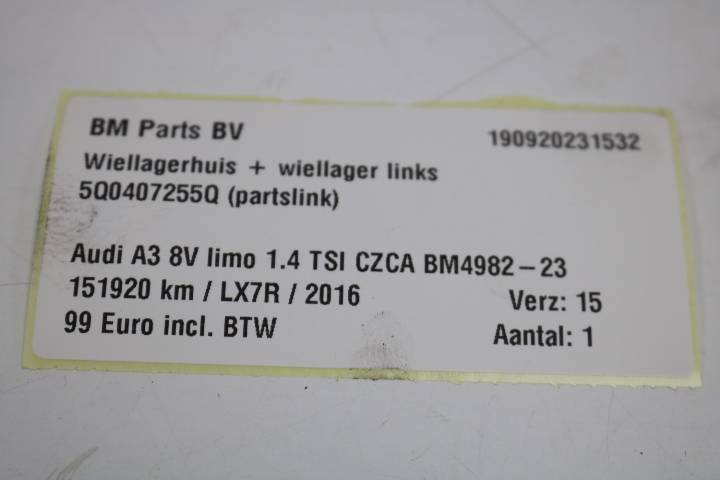 BM Parts BV 190920231532
Wiellagerhuis + wiellager links
5Q0407255Q (partslink)
Audi A3 8V limo 1.4 TSI CZCA BM4982-23
151920 km / LX7R / 2016 Verz: 15
99 Euro incl. BTW Aantal: 1